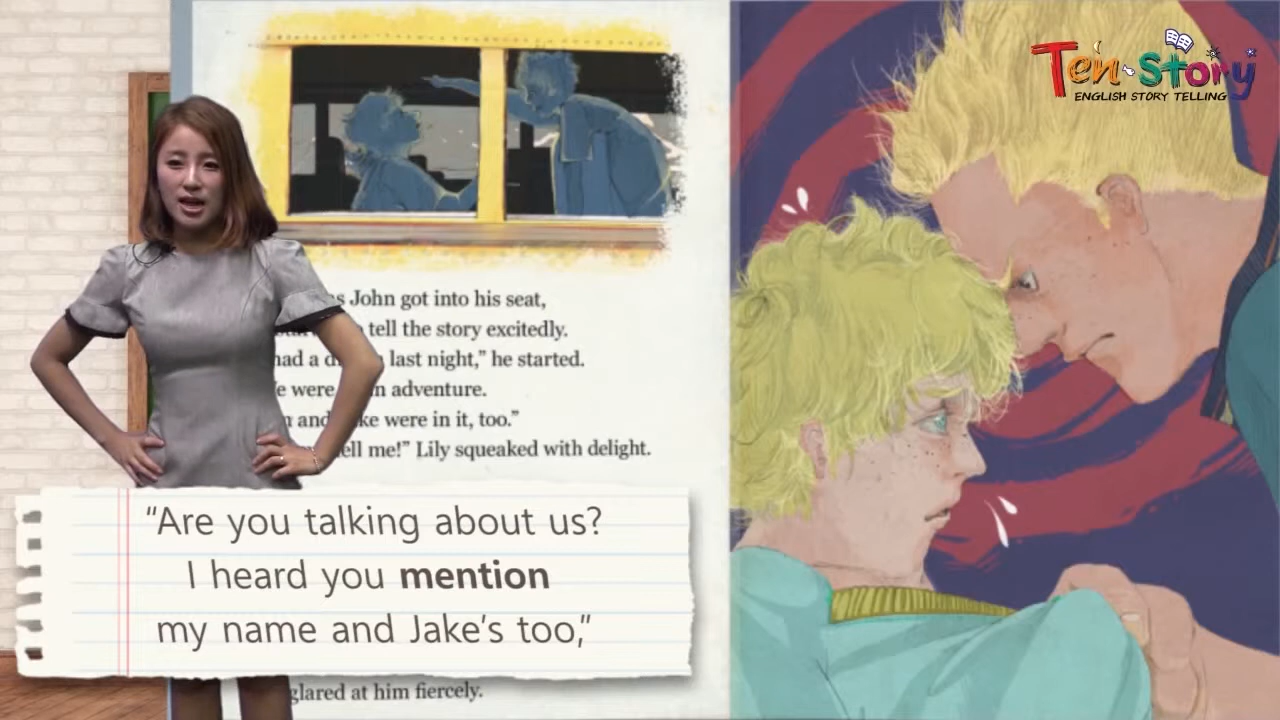 Ten Story
ENGLISH STORY TELLING
s John got into his seat,
tell the story excitedly.
had a d last night,” he started.
e were n adventure.
and ke were in it, too.”
ell me!” Lily squeaked with delight.
“Are you talking about us?
I heard you mention
my name and Jake’s too,”
glared at him fiercely.